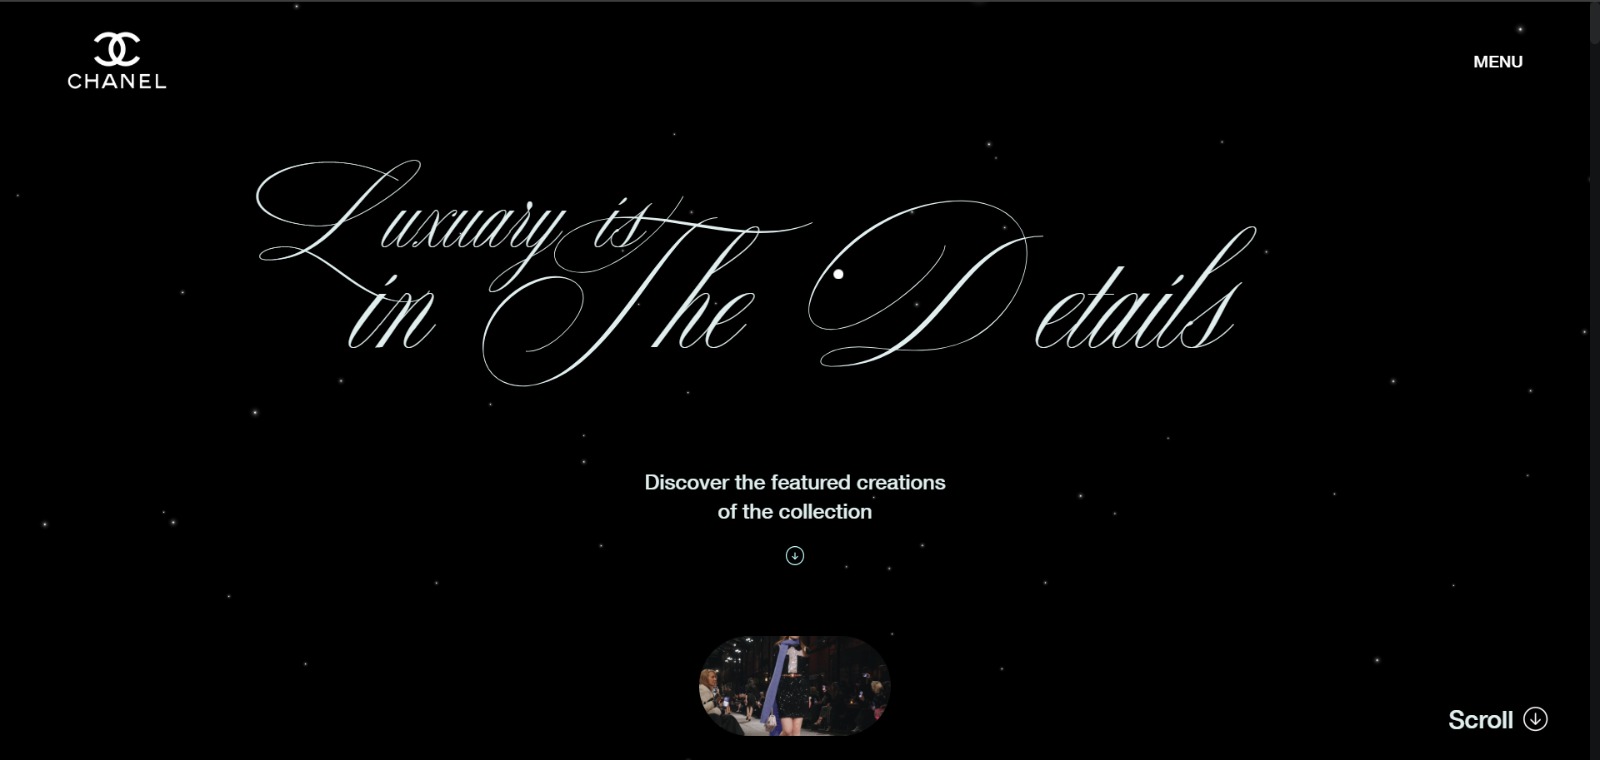 CHANEL
MENU
Luxuary is
in The Details
Discover the featured creations
of the collection
Scroll